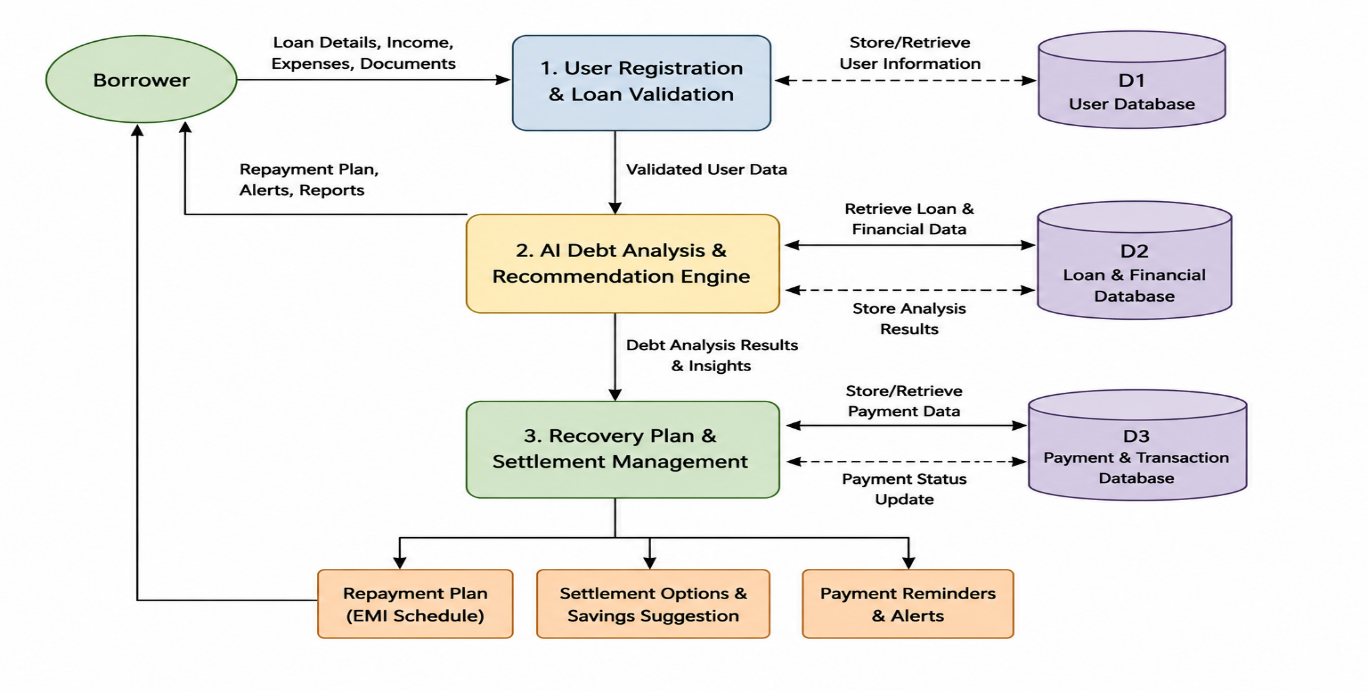 Borrower
Loan Details, Income,
Expenses, Documents
1. User Registration
& Loan Validation
Store/Retrieve
User Information
D1
User Database
Repayment Plan,
Alerts, Reports
Validated User Data
2. AI Debt Analysis &
Recommendation Engine
Retrieve Loan &
Financial Data
Store Analysis
Results
D2
Loan & Financial
Database
Debt Analysis Results
& Insights
3. Recovery Plan &
Settlement Management
Store/Retrieve
Payment Data
Payment Status
Update
D3
Payment & Transaction
Database
Repayment Plan
(EMI Schedule)
Settlement Options &
Savings Suggestion
Payment Reminders
& Alerts